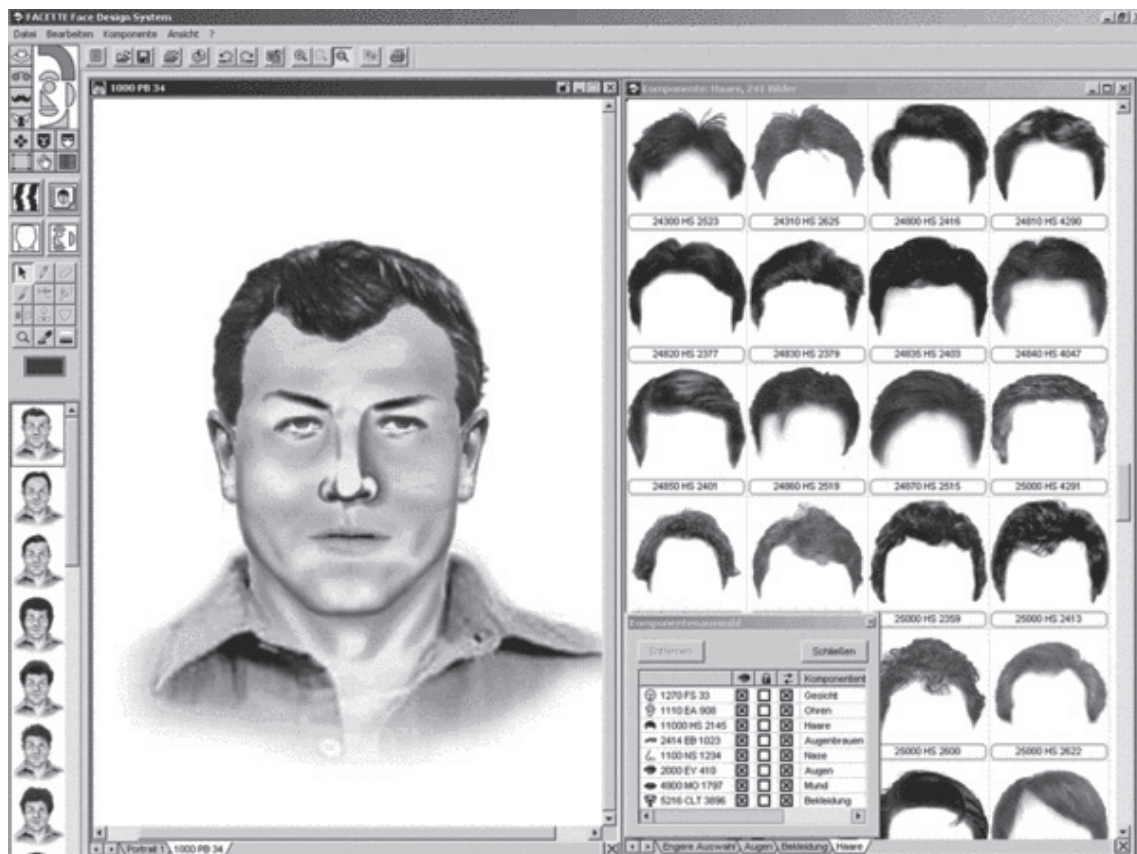 FACETTE Face Design System
Datei Bearbeiten Komponente Ansicht ?
1000 PB 34
Komponente: Haare, 241 Bilder
24300 HS 2523 24310 HS 2625 24800 HS 2416 24810 HS 4290
24820 HS 2377 24830 HS 2379 24835 HS 2403 24840 HS 4047
24850 HS 2401 24860 HS 2519 24870 HS 2515 25000 HS 4291
25000 HS 2359 25000 HS 2413
Komponentenauswahl
Entfernen Schließen
Komponentent
1270 FS 33 Gesicht
1110 EA 908 Ohren
11000 HS 2145 Haare
2414 EB 1023 Augenbrauen
1100 NS 1234 Nase
2000 EY 410 Augen
4900 MO 1797 Mund
5216 CLT 3896 Bekleidung
25000 HS 2600 25000 HS 2622
Portrait 1 1000 PB 34
Engere Auswahl Augen Bekleidung Haare